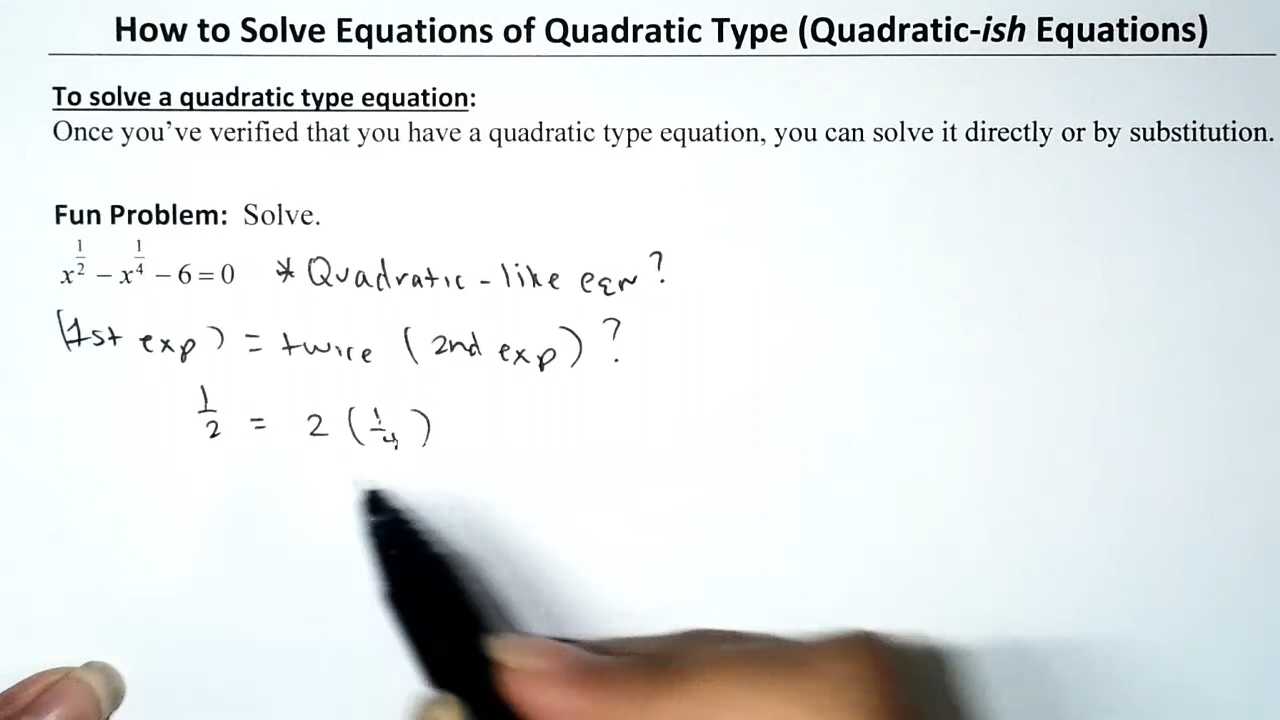 How to Solve Equations of Quadratic Type (Quadratic-ish Equations)
To solve a quadratic type equation:
Once you've verified that you have a quadratic type equation, you can solve it directly or by substitution.
Fun Problem: Solve.
x^{1/2} − x^{1/4} − 6 = 0 * Quadratic-like eqn?
(1st exp) = twice (2nd exp)?
1/2 = 2 (1/4)